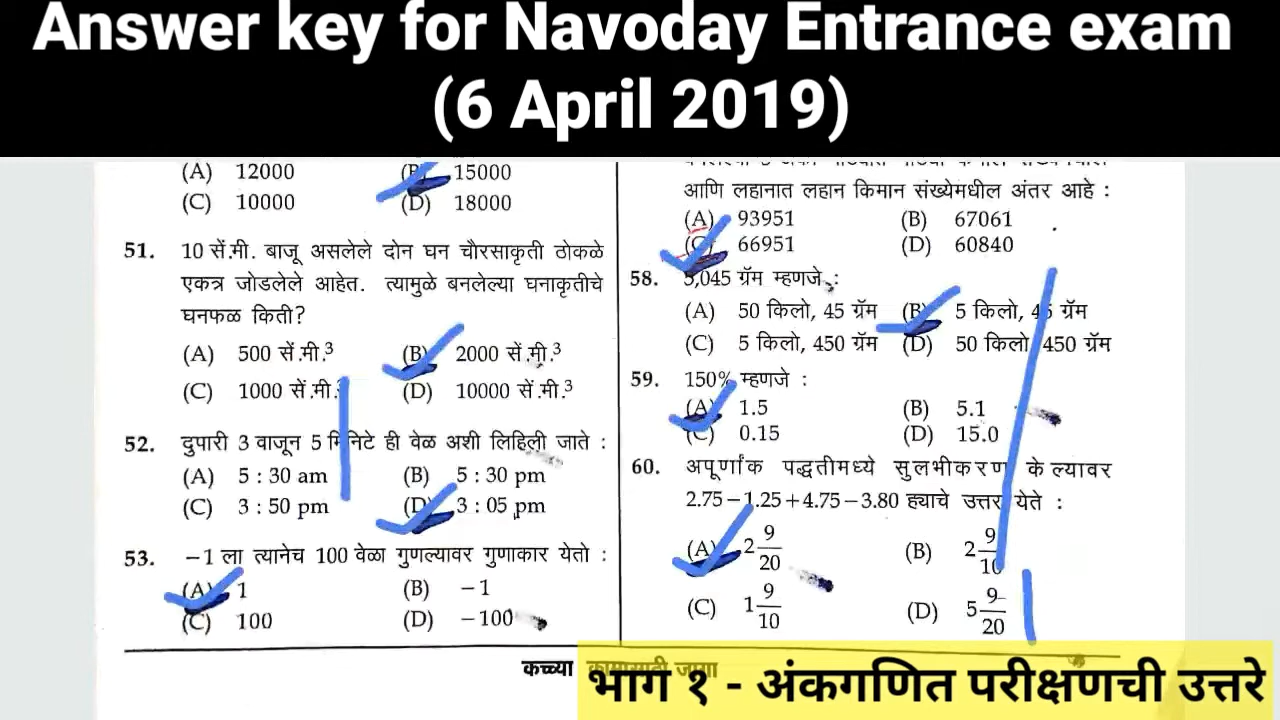 Answer key for Navoday Entrance exam
(6 April 2019)
(A) 12000 (B) 15000
(C) 10000 (D) 18000
51. 10 सें.मी. बाजू असलेले दोन घन चौरसाकृती ठोकळे
एकत्र जोडलेले आहेत. त्यामुळे बनलेल्या घनाकृतीचे
घनफळ किती?
(A) 500 सें.मी.³ (B) 2000 सें.मी.³
(C) 1000 सें.मी.³ (D) 10000 सें.मी.³
52. दुपारी 3 वाजून 5 मिनिटे ही वेळ अशी लिहिली जाते :
(A) 5 : 30 am (B) 5 : 30 pm
(C) 3 : 50 pm (D) 3 : 05 pm
53. −1 ला त्यानेच 100 वेळा गुणल्यावर गुणाकार येतो :
(A) 1 (B) −1
(C) 100 (D) −100
आणि लहानात लहान किमान संख्येमधील अंतर आहे :
(A) 93951 (B) 67061
(C) 66951 (D) 60840
58. 5,045 ग्रॅम म्हणजे :
(A) 50 किलो, 45 ग्रॅम (B) 5 किलो, 45 ग्रॅम
(C) 5 किलो, 450 ग्रॅम (D) 50 किलो 450 ग्रॅम
59. 150% म्हणजे :
(A) 1.5 (B) 5.1
(C) 0.15 (D) 15.0
60. अपूर्णांक पद्धतीमध्ये सुलभीकरण केल्यावर
2.75−1.25+4.75−3.80 ह्याचे उत्तर येते :
(A) 2 9/20 (B) 2 9/10
(C) 1 9/10 (D) 5 9/20
कच्च्या कामासाठी जागा
भाग १ - अंकगणित परीक्षणची उत्तरे